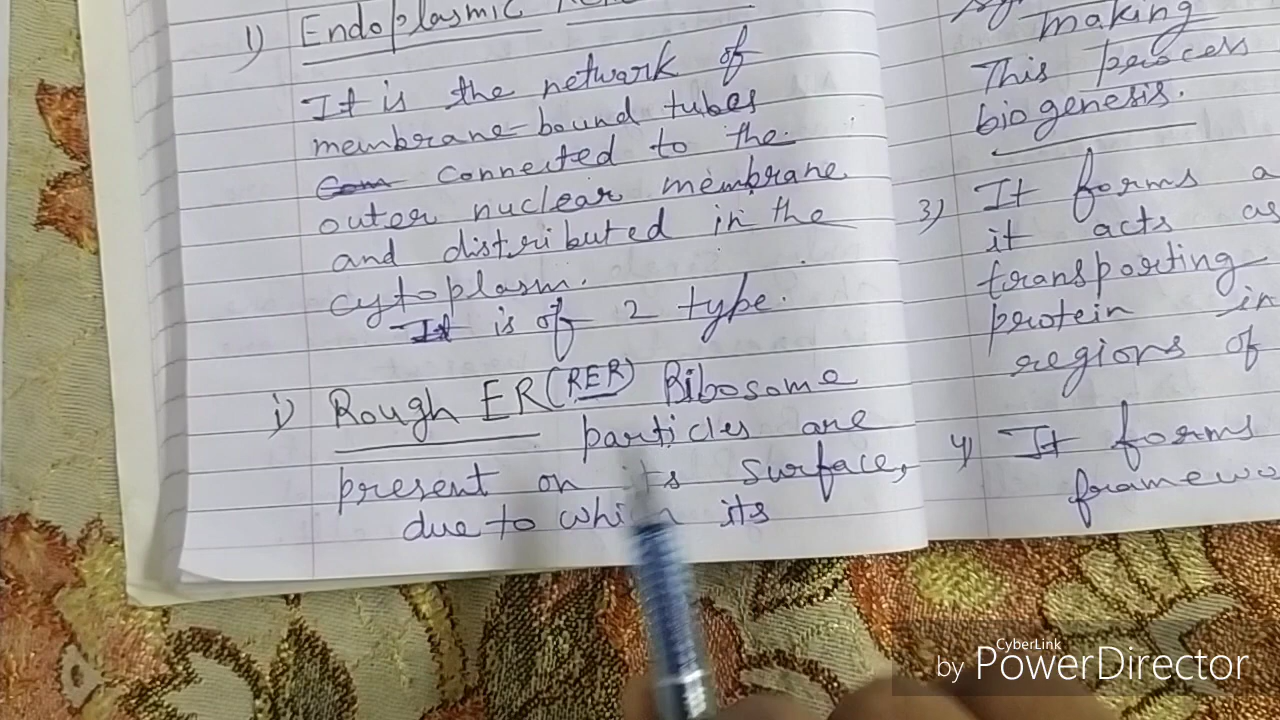 1) Endoplasmic
It is the network of
membrane-bound tubes
connected to the
outer nuclear membrane
and distributed in the
cytoplasm.
It is of 2 type.
i) Rough ER (RER) Ribosome
particles are
present on its surface,
due to which its
making
This process
biogenesis.
3) It forms a
it acts as
transporting
protein in
regions of
4) It forms
framewo
CyberLink
by PowerDirector